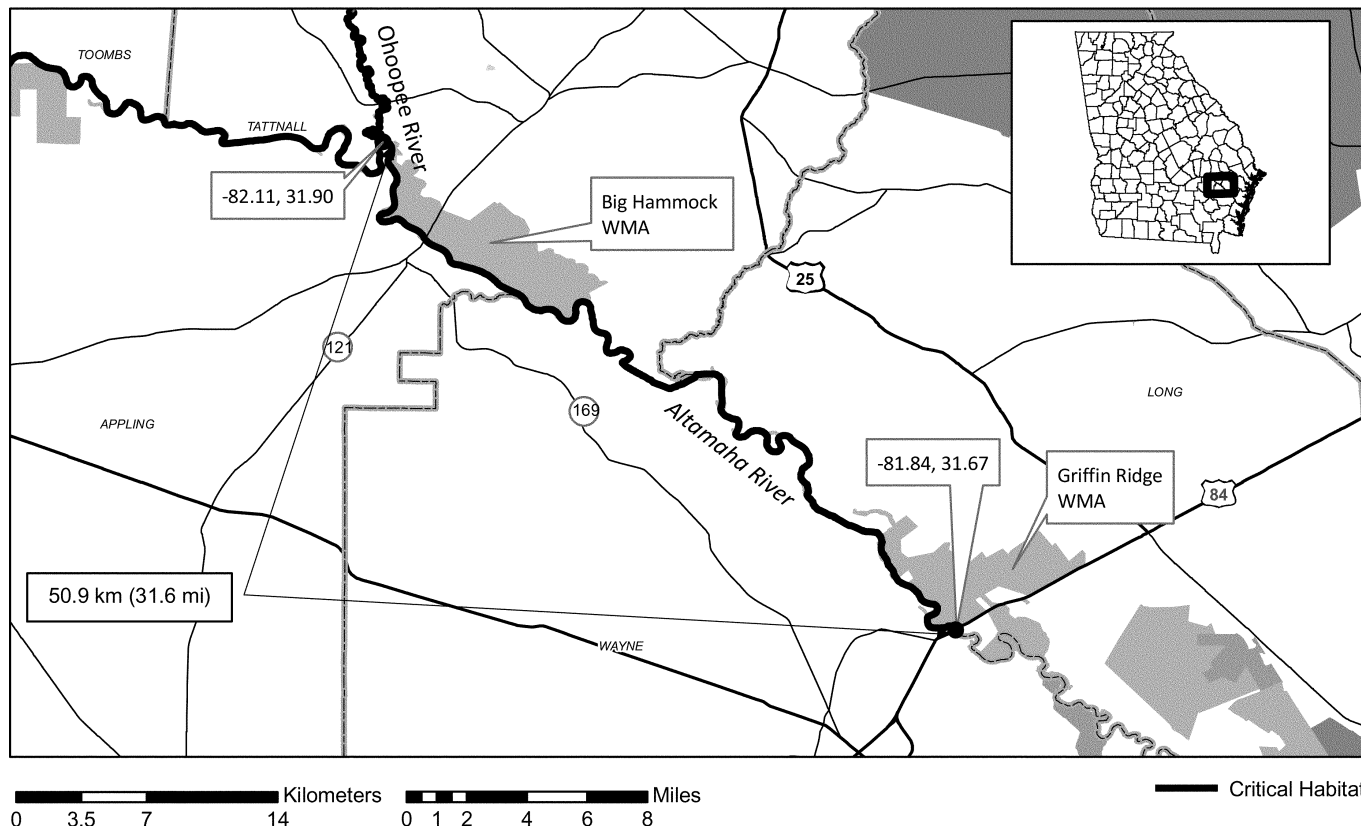 TOOMBS
Ohoopee River
TATTNALL
-82.11, 31.90
Big Hammock
WMA
25
121
169
APPLING
LONG
Altamaha River
-81.84, 31.67
Griffin Ridge
WMA
84
50.9 km (31.6 mi)
WAYNE
Kilometers
0 3.5 7 14
Miles
0 1 2 4 6 8
Critical Habitat